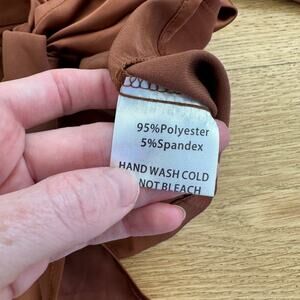 95%Polyester
5%Spandex
HAND WASH COLD
NOT BLEACH